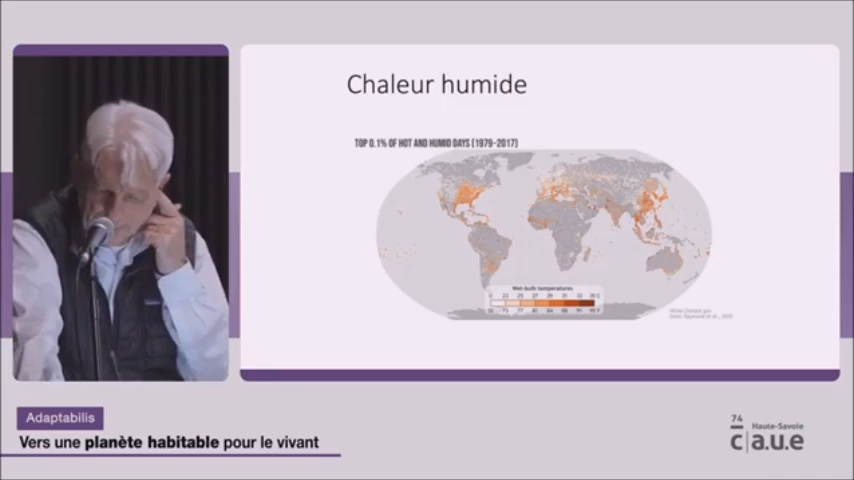 Chaleur humide
TOP 0.1% OF HOT AND HUMID DAYS (1979-2017)
Wet-bulb temperatures
Adaptabilis
Vers une planète habitable pour le vivant
74
Haute-Savoie
c|a.u.e